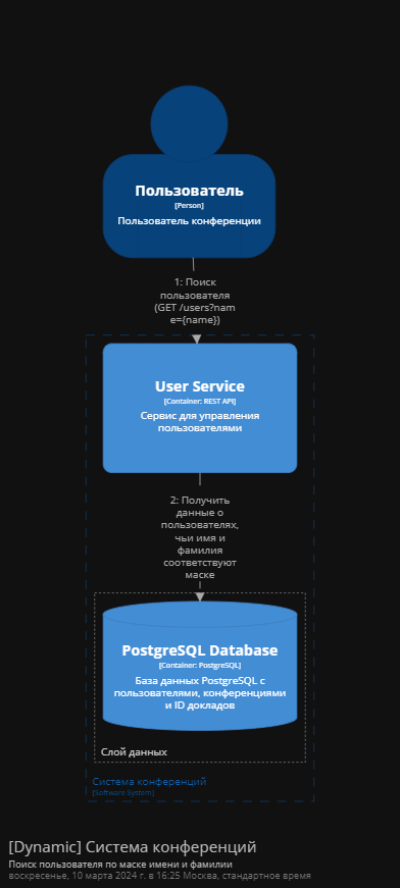 Пользователь
[Person]
Пользователь конференции
1: Поиск
пользователя
(GET /users?nam
e={name})
User Service
[Container: REST API]
Сервис для управления
пользователями
2: Получить
данные о
пользователях,
чьи имя и
фамилия
соответствуют
маске
PostgreSQL Database
[Container: PostgreSQL]
База данных PostgreSQL с
пользователями, конференциями
и ID докладов
Слой данных
Система конференций
[Software System]
[Dynamic] Система конференций
Поиск пользователя по маске имени и фамилии
воскресенье, 10 марта 2024 г. в 16:25 Москва, стандартное время